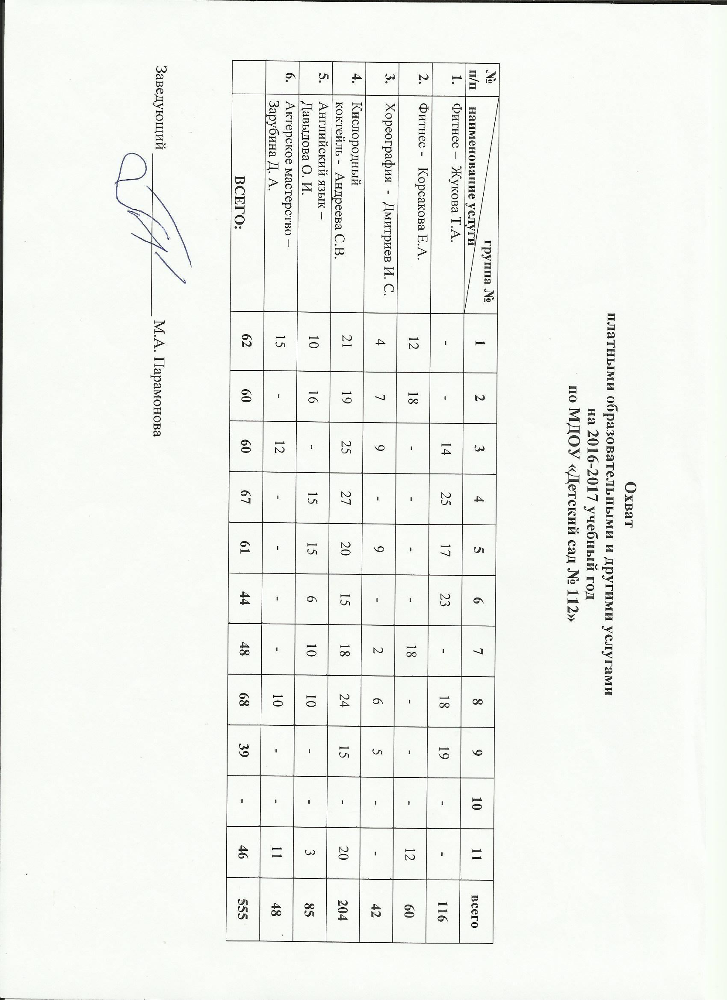 Охват
платными образовательными и другими услугами
на 2016-2017 учебный год
по МДОУ «Детский сад № 112»
№ п/п группа № наименование услуги 1 2 3 4 5 6 7 8 9 10 11 всего
1. Фитнес – Жукова Т.А. - - 14 25 17 23 - 18 19 - - 116
2. Фитнес - Корсакова Е.А. 12 18 - - - - 18 - - - 12 60
3. Хореография - Дмитриев И. С. 4 7 9 - 9 - 2 6 5 - - 42
4. Кислородный
коктейль - Андреева С.В. 21 19 25 27 20 15 18 24 15 - 20 204
5. Английский язык –
Давыдова О. И. 10 16 - 15 15 6 10 10 - - 3 85
6. Актерское мастерство –
Зарубина Д. А. 15 - 12 - - - - 10 - - 11 48
ВСЕГО: 62 60 60 67 61 44 48 68 39 - 46 555
Заведующий М.А. Парамонова